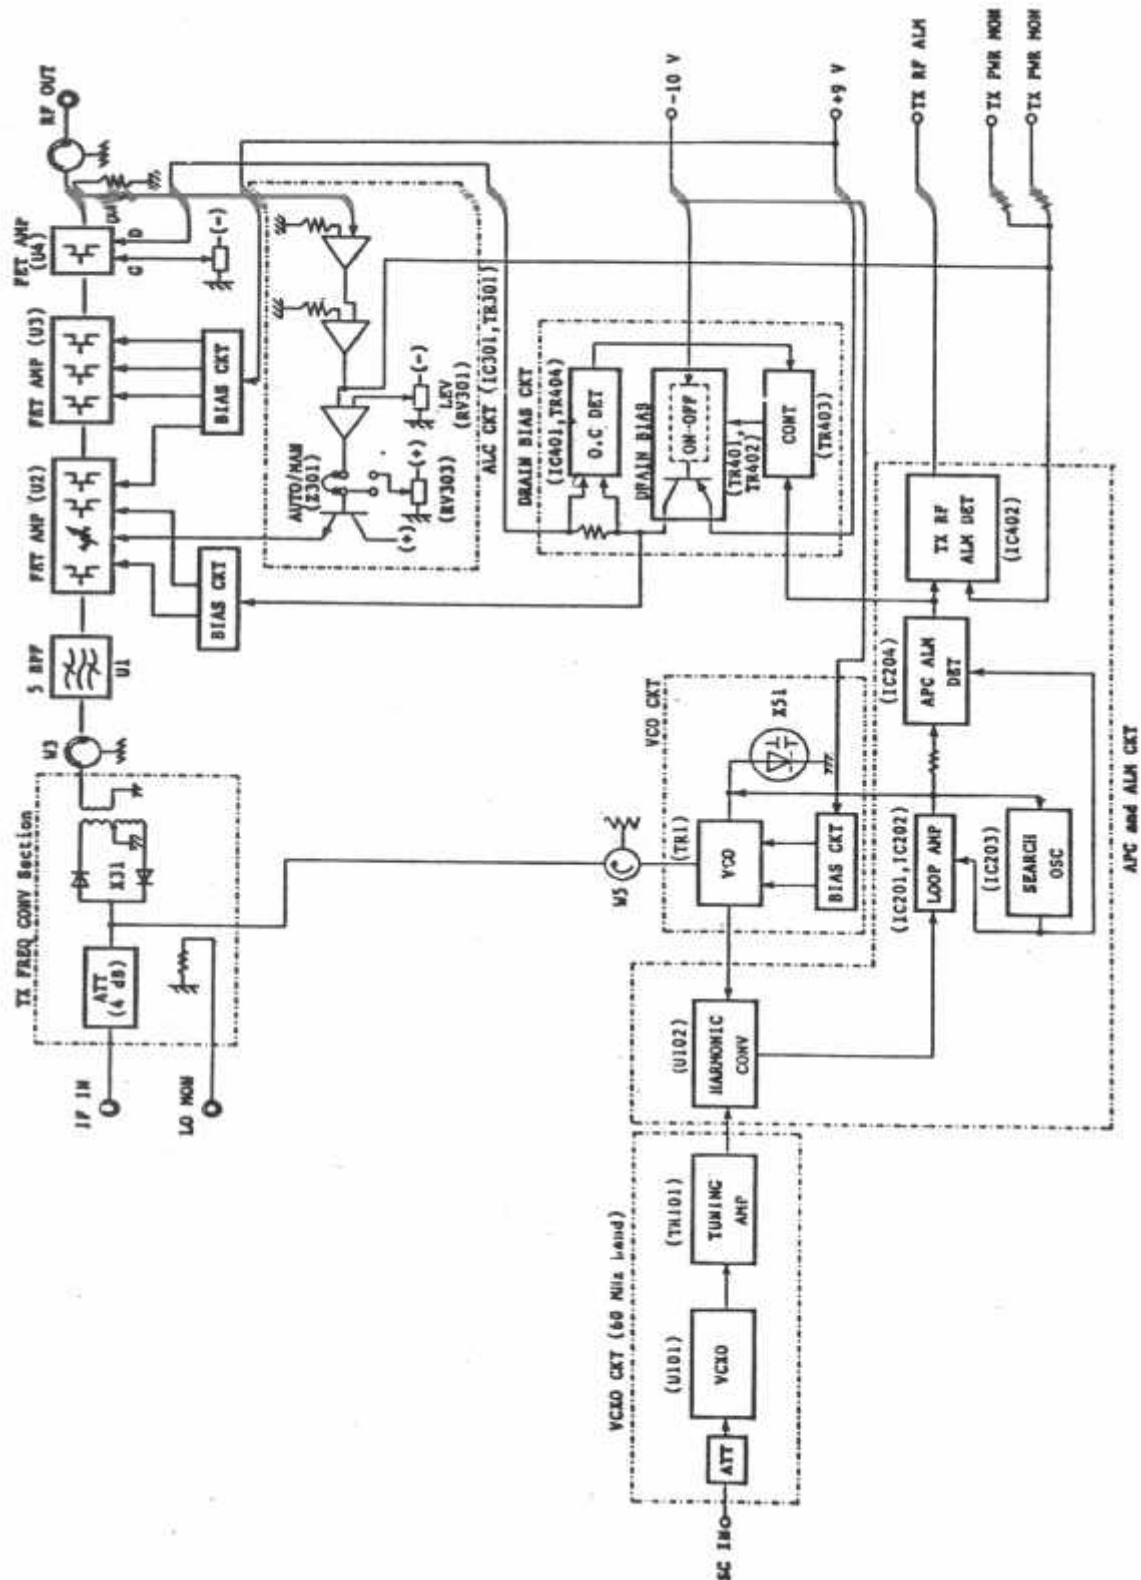 TX FREQ CONV Section
IF IN
LO MON
ATT
(4 dB)
X31
W3
5 BPF
U1
FET AMP (U2)
FET AMP (U3)
FET AMP
(U4)
G
D
(-)
RF OUT
BIAS CKT
BIAS CKT
AUTO/MAN
(Z301)
(+)
(+)
(RV303)
(-)
LEV
(RV301)
ALC CKT (IC301,TR301)
DRAIN BIAS CKT
(IC401,TR404)
O.C DET
DRAIN BIAS
ON-OFF
(TR401,
TR402)
CONT
(TR403)
-10 V
+9 V
W5
VCO CKT
(TR1)
VCO
X51
BIAS CKT
VCXO CKT (60 MHz band)
SC IN
ATT
(U101)
VCXO
(TR101)
TUNING
AMP
(U102)
HARMONIC
CONV
(IC201,IC202)
LOOP AMP
(IC203)
SEARCH
OSC
(IC204)
APC ALM
DET
TX RF
ALM DET
(IC402)
APC and ALM CKT
TX RF ALM
TX PWR MON
TX PWR MON